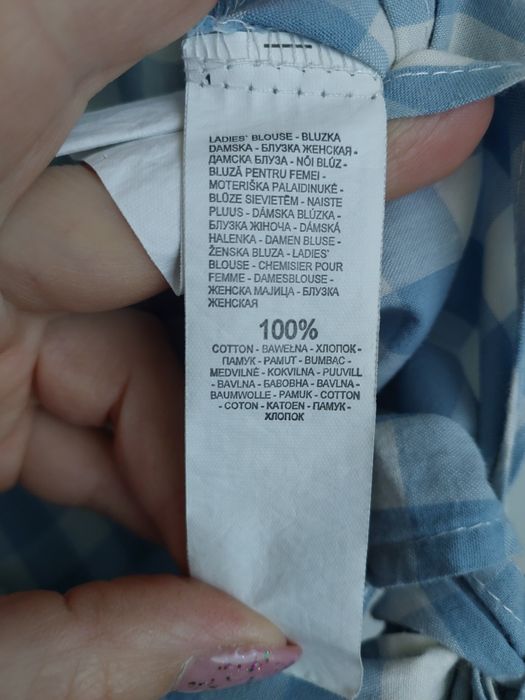 LADIES' BLOUSE - BLUZKA
DAMSKA - БЛУЗКА ЖЕНСКАЯ -
ДАМСКА БЛУЗА - NŐI BLÚZ -
BLUZĂ PENTRU FEMEI -
MOTERIŠKA PALAIDINUKĖ -
BLŪZE SIEVIETĒM - NAISTE
PLUUS - DÁMSKA BLÚZKA -
БЛУЗКА ЖІНОЧА - DÁMSKÁ
HALENKA - DAMEN BLUSE -
ŽENSKA BLUZA - LADIES'
BLOUSE - CHEMISIER POUR
FEMME - DAMESBLOUSE -
ЖЕНСКА МАЈИЦА - БЛУЗКА
ЖЕНСКАЯ
100%
COTTON - BAWEŁNA - ХЛОПОК -
- ПАМУК - PAMUT - BUMBAC -
MEDVILNĖ - KOKVILNA - PUUVILL
- BAVLNA - БАВОВНА - BAVLNA -
BAUMWOLLE - PAMUK - COTTON
- COTON - KATOEN - ПАМУК -
ХЛОПОК